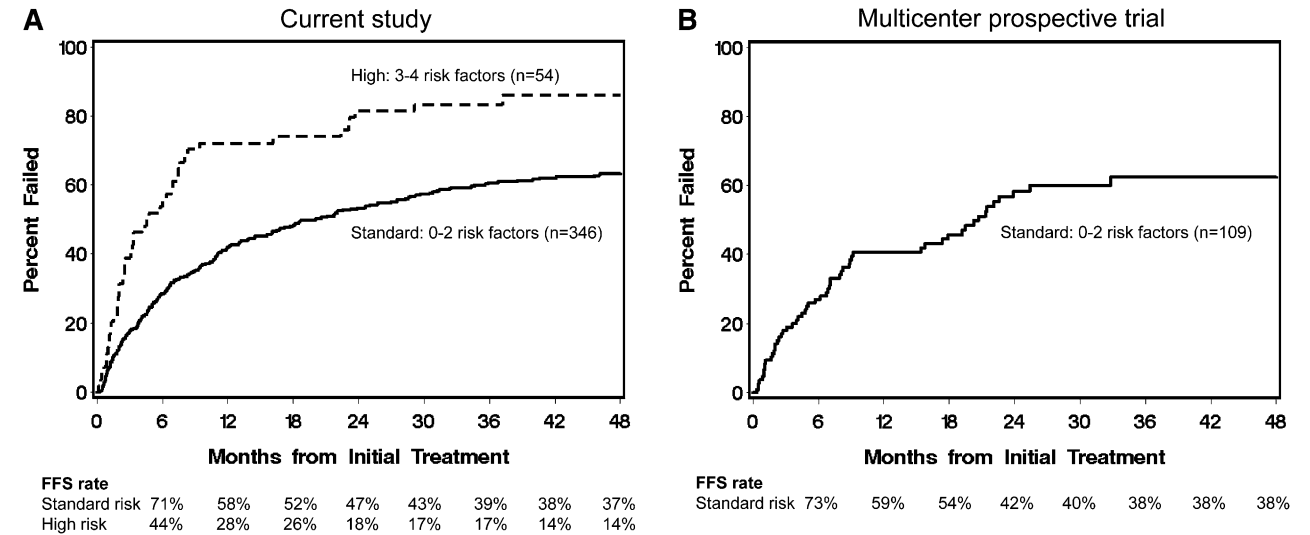 A Current study
100
80
60
40
20
0
Percent Failed
High: 3-4 risk factors (n=54)
Standard: 0-2 risk factors (n=346)
0 6 12 18 24 30 36 42 48
Months from Initial Treatment
FFS rate
Standard risk 71% 58% 52% 47% 43% 39% 38% 37%
High risk 44% 28% 26% 18% 17% 17% 14% 14%
B Multicenter prospective trial
100
80
60
40
20
0
Percent Failed
Standard: 0-2 risk factors (n=109)
0 6 12 18 24 30 36 42 48
Months from Initial Treatment
FFS rate
Standard risk 73% 59% 54% 42% 40% 38% 38% 38%